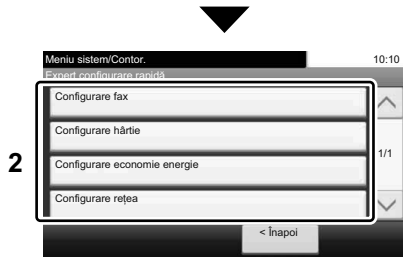 Meniu sistem/Contor.
10:10
Expert configurare rapidă
Configurare fax
Configurare hârtie
2
1/1
Configurare economie energie
Configurare rețea
< Înapoi